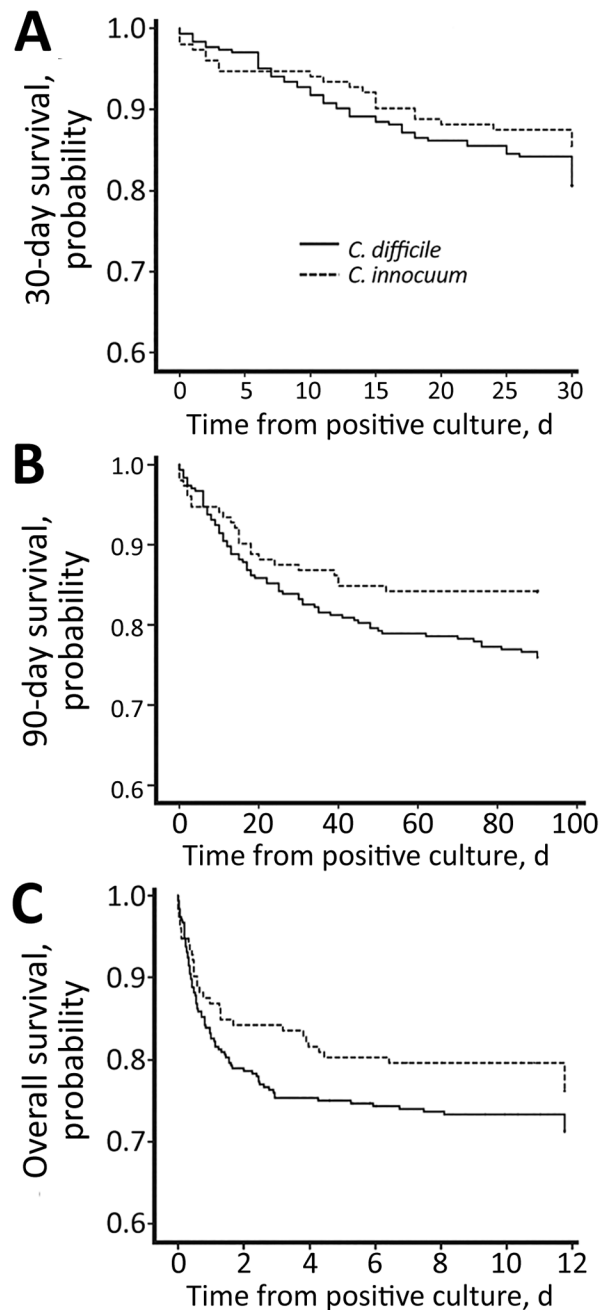 A
30-day survival,
probability
1.0
0.9
0.8
0.7
0.6
C. difficile
C. innocuum
0 5 10 15 20 25 30
Time from positive culture, d
B
90-day survival,
probability
1.0
0.9
0.8
0.7
0.6
0 20 40 60 80 100
Time from positive culture, d
C
Overall survival,
probability
1.0
0.9
0.8
0.7
0.6
0 2 4 6 8 10 12
Time from positive culture, d